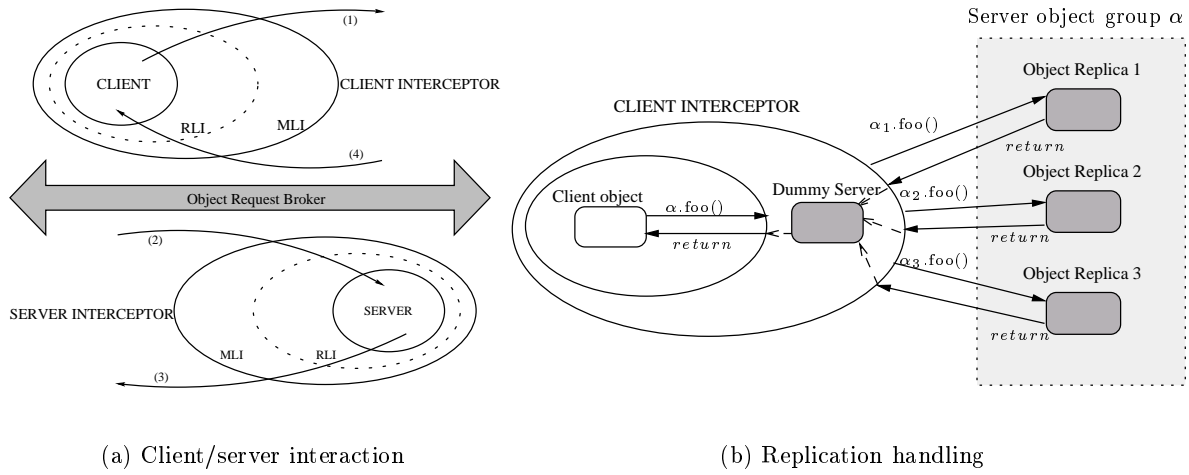 (1)
CLIENT
CLIENT INTERCEPTOR
RLI
MLI
(4)
Object Request Broker
(2)
SERVER INTERCEPTOR
SERVER
MLI
RLI
(3)
(a) Client/server interaction
Server object group α
Object Replica 1
CLIENT INTERCEPTOR
α₁.foo()
return
Object Replica 2
Client object
Dummy Server
α.foo()
return
α₂.foo()
return
Object Replica 3
α₃.foo()
return
(b) Replication handling